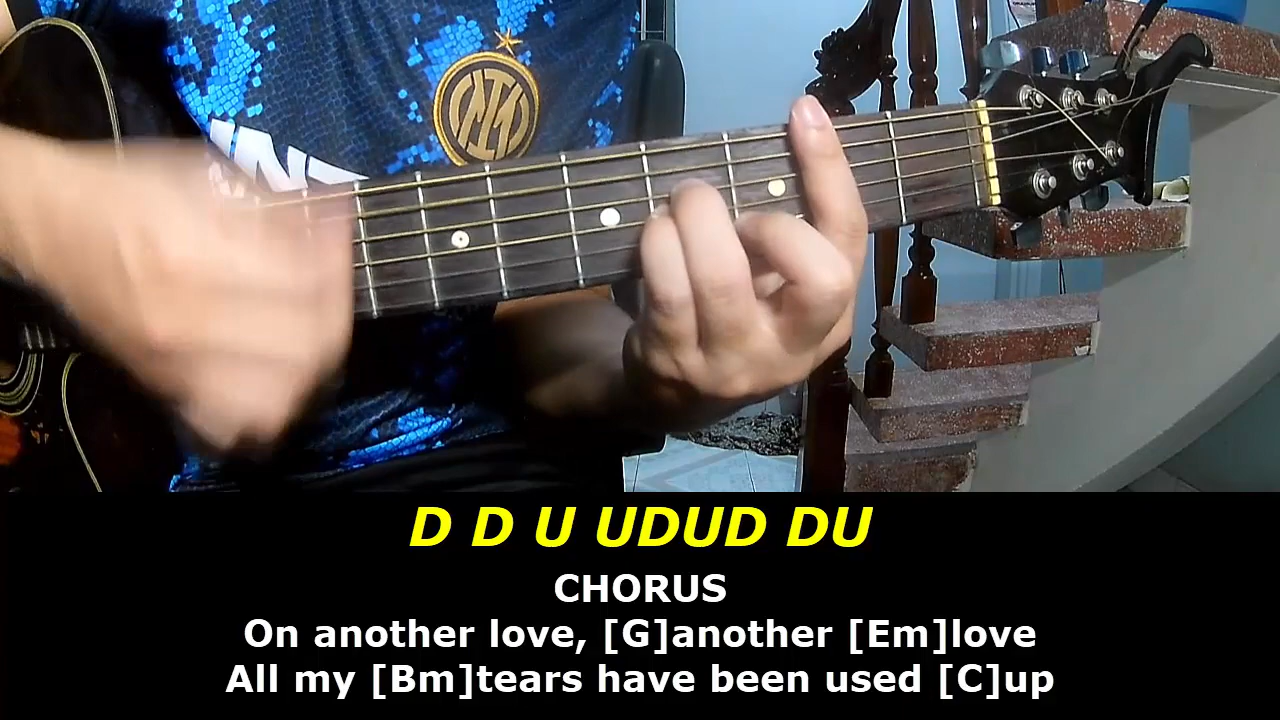 D D U UDUD DU
CHORUS
On another love, [G]another [Em]love
All my [Bm]tears have been used [C]up